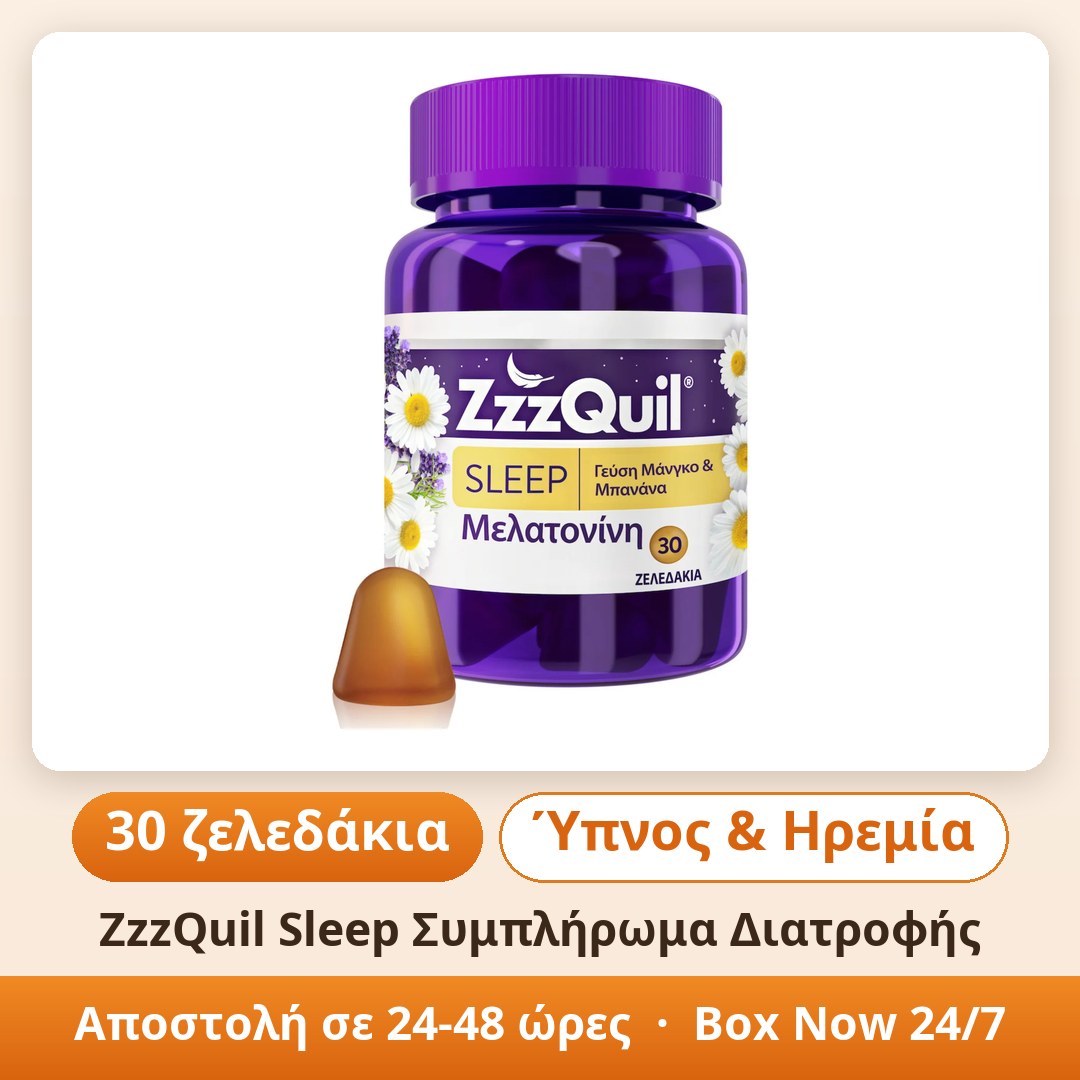 ZzzQuil®
SLEEP
Γεύση Μάνγκο &
Μπανάνα
Μελατονίνη
30
ΖΕΛΕΔΑΚΙΑ
30 ζελεδάκια
Ύπνος & Ηρεμία
ZzzQuil Sleep Συμπλήρωμα Διατροφής
Αποστολή σε 24-48 ώρες · Box Now 24/7